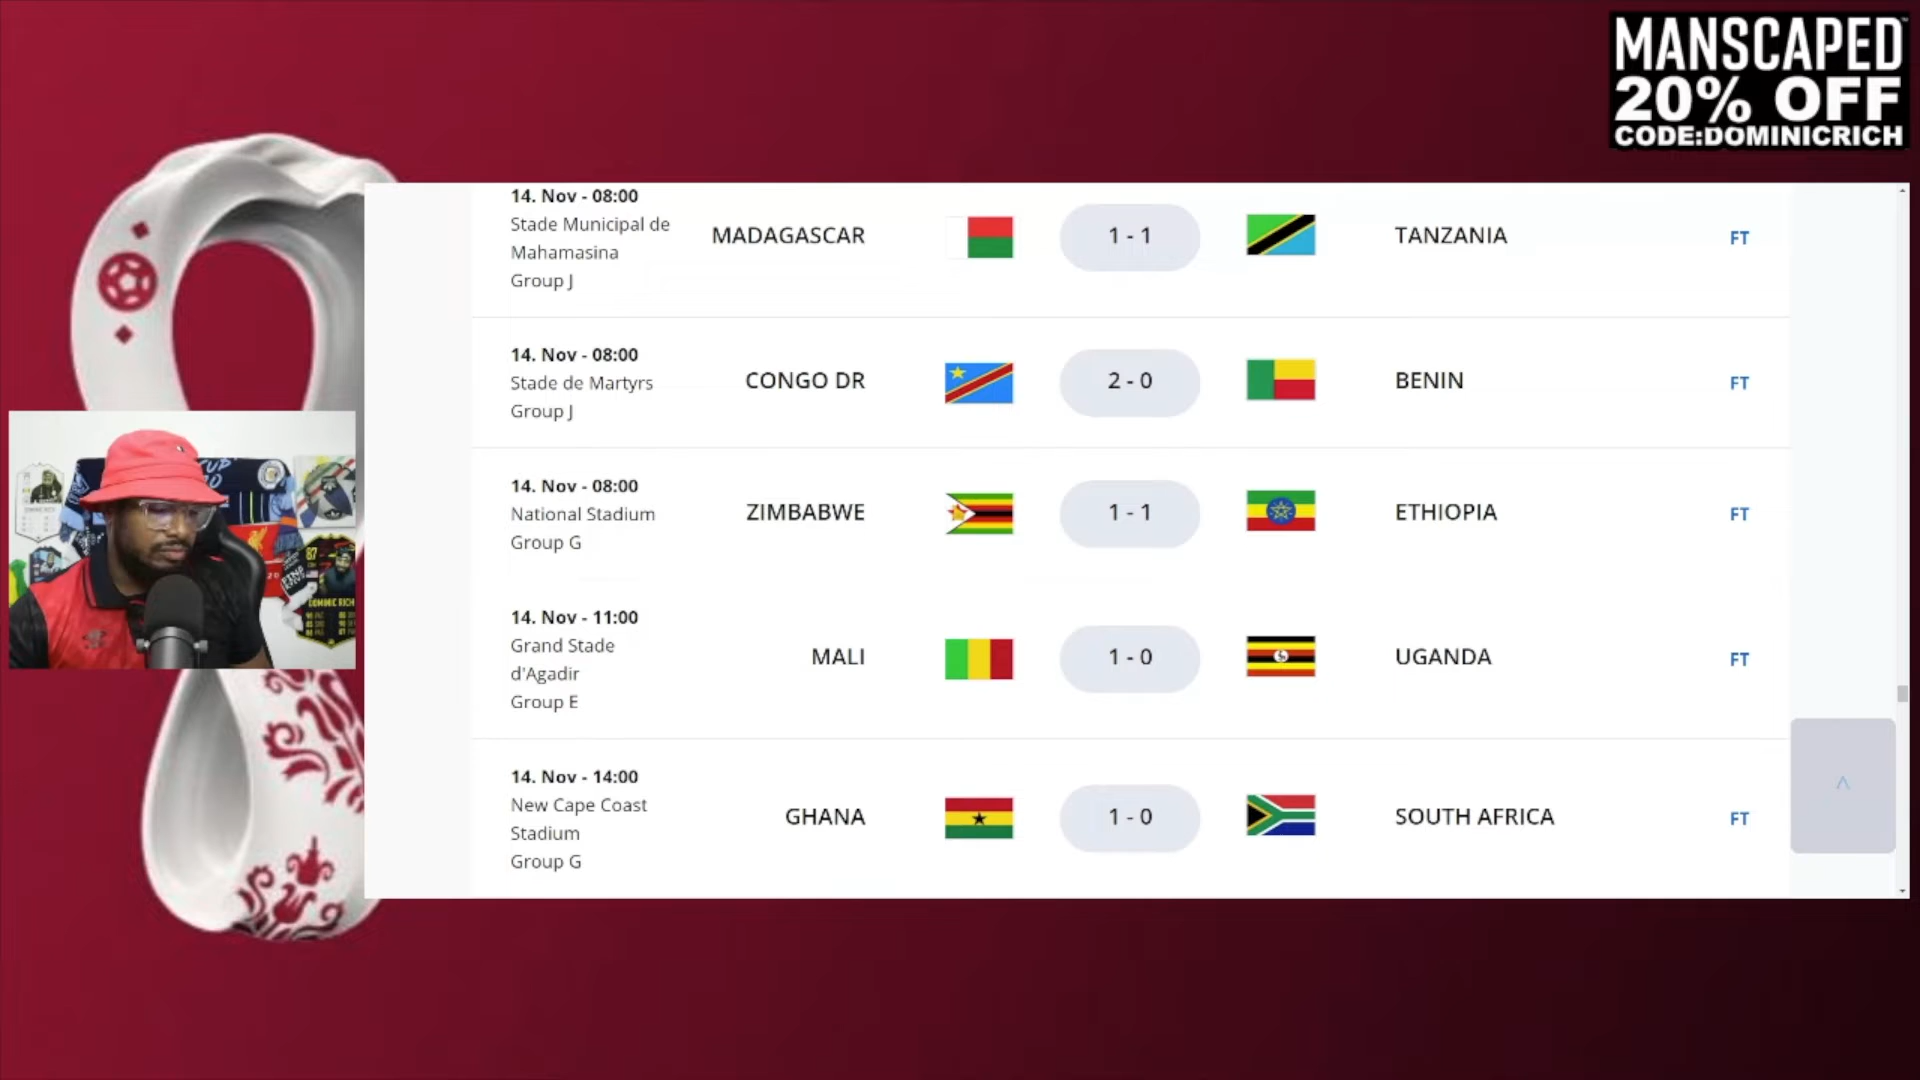 MANSCAPED
20% OFF
CODE:DOMINICRICH
14. Nov - 08:00
Stade Municipal de
Mahamasina
Group J
MADAGASCAR
1 - 1
TANZANIA
FT
14. Nov - 08:00
Stade de Martyrs
Group J
CONGO DR
2 - 0
BENIN
FT
14. Nov - 08:00
National Stadium
Group G
ZIMBABWE
1 - 1
ETHIOPIA
FT
14. Nov - 11:00
Grand Stade
d'Agadir
Group E
MALI
1 - 0
UGANDA
FT
14. Nov - 14:00
New Cape Coast
Stadium
Group G
GHANA
1 - 0
SOUTH AFRICA
FT
87
DOMINIC RICH